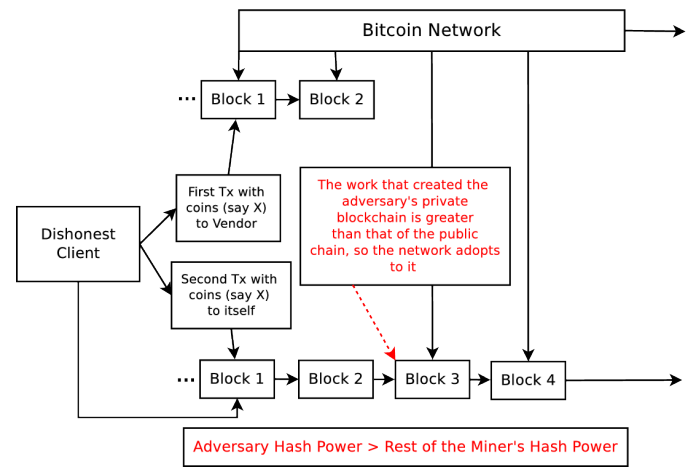 Bitcoin Network
... Block 1
Block 2
First Tx with
coins (say X)
to Vendor
The work that created the
adversary's private
blockchain is greater
than that of the public
chain, so the network adopts
to it
Dishonest
Client
Second Tx with
coins (say X)
to itself
... Block 1
Block 2
Block 3
Block 4
Adversary Hash Power > Rest of the Miner's Hash Power